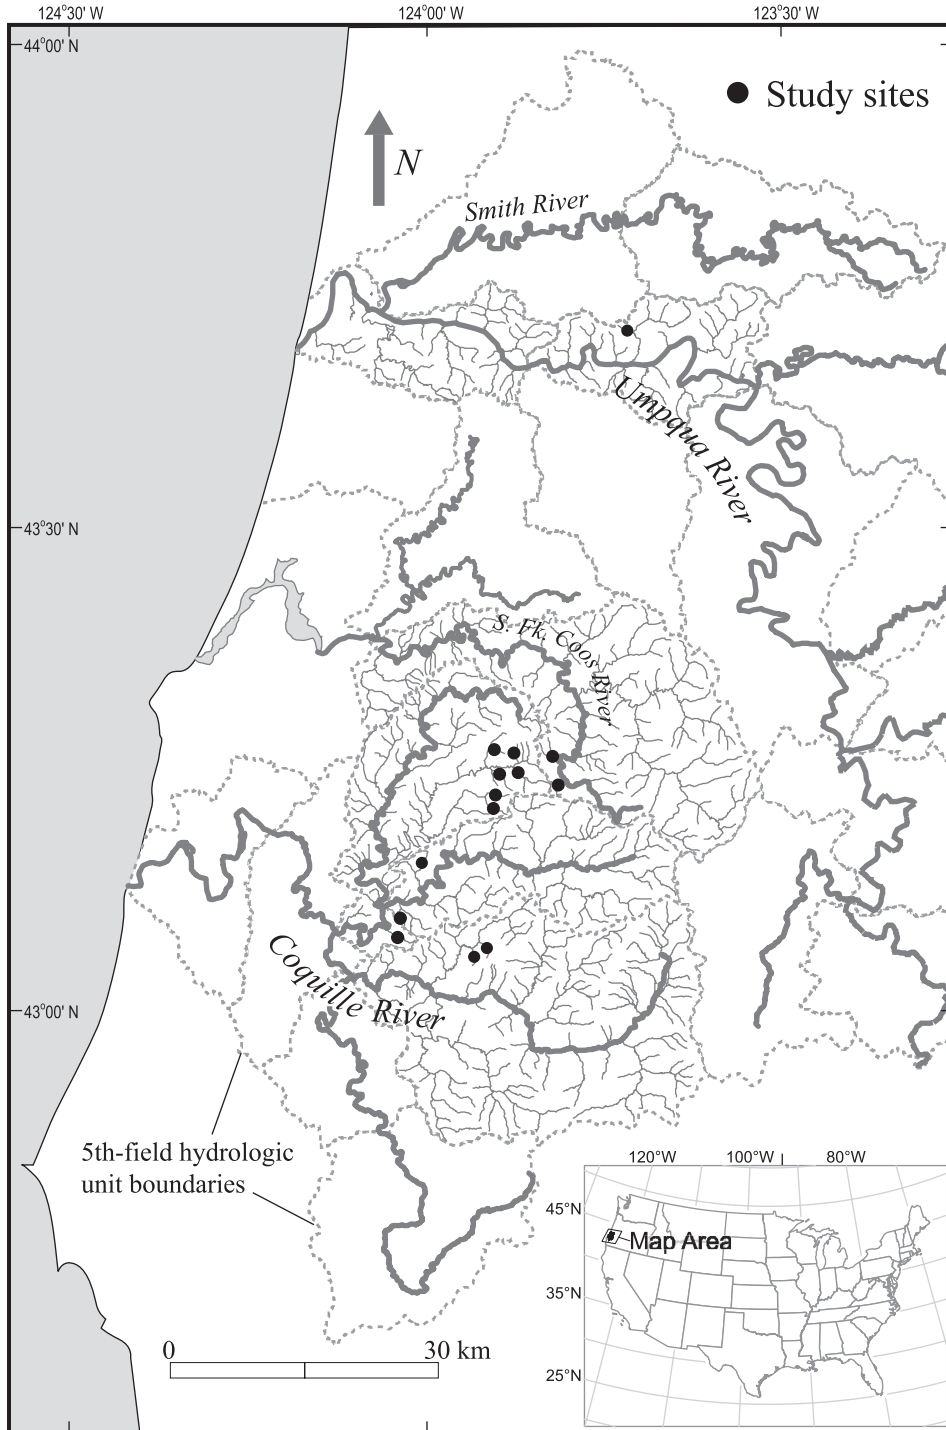 124°30' W
124°00' W
123°30' W
44°00' N
Study sites
N
Smith River
Umpqua River
43°30' N
S. Fk. Coos River
Coquille River
43°00' N
5th-field hydrologic
unit boundaries
0
30 km
120°W
100°W
80°W
45°N
Map Area
35°N
25°N